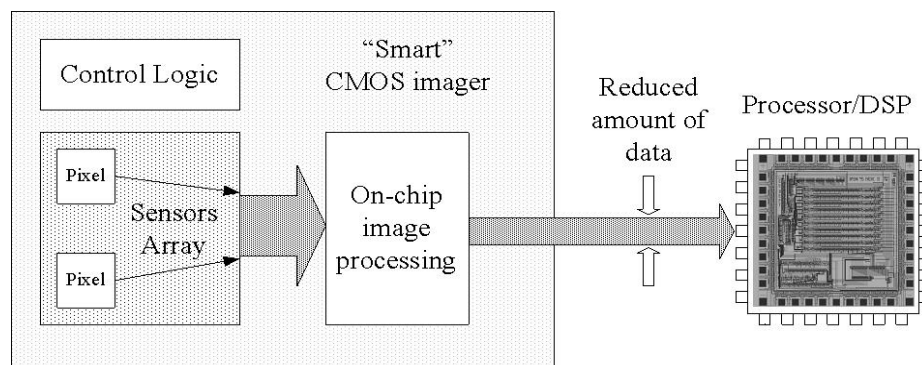 “Smart”
CMOS imager
Control Logic
Pixel
Sensors
Array
Pixel
On-chip
image
processing
Reduced
amount of
data
Processor/DSP